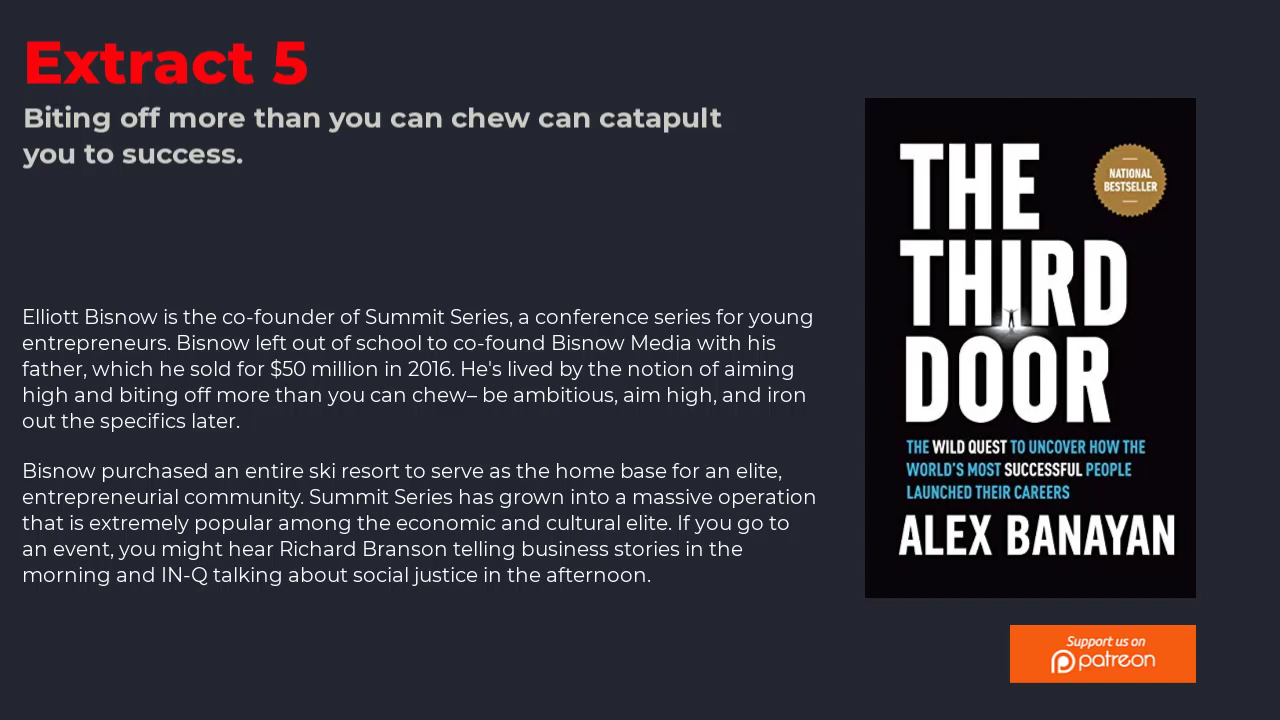 Extract 5
Biting off more than you can chew can catapult
you to success.
Elliott Bisnow is the co-founder of Summit Series, a conference series for young
entrepreneurs. Bisnow left out of school to co-found Bisnow Media with his
father, which he sold for $50 million in 2016. He's lived by the notion of aiming
high and biting off more than you can chew– be ambitious, aim high, and iron
out the specifics later.
Bisnow purchased an entire ski resort to serve as the home base for an elite,
entrepreneurial community. Summit Series has grown into a massive operation
that is extremely popular among the economic and cultural elite. If you go to
an event, you might hear Richard Branson telling business stories in the
morning and IN-Q talking about social justice in the afternoon.
THE
THIRD
DOOR
NATIONAL
BESTSELLER
THE WILD QUEST TO UNCOVER HOW THE
WORLD'S MOST SUCCESSFUL PEOPLE
LAUNCHED THEIR CAREERS
ALEX BANAYAN
Support us on
patreon